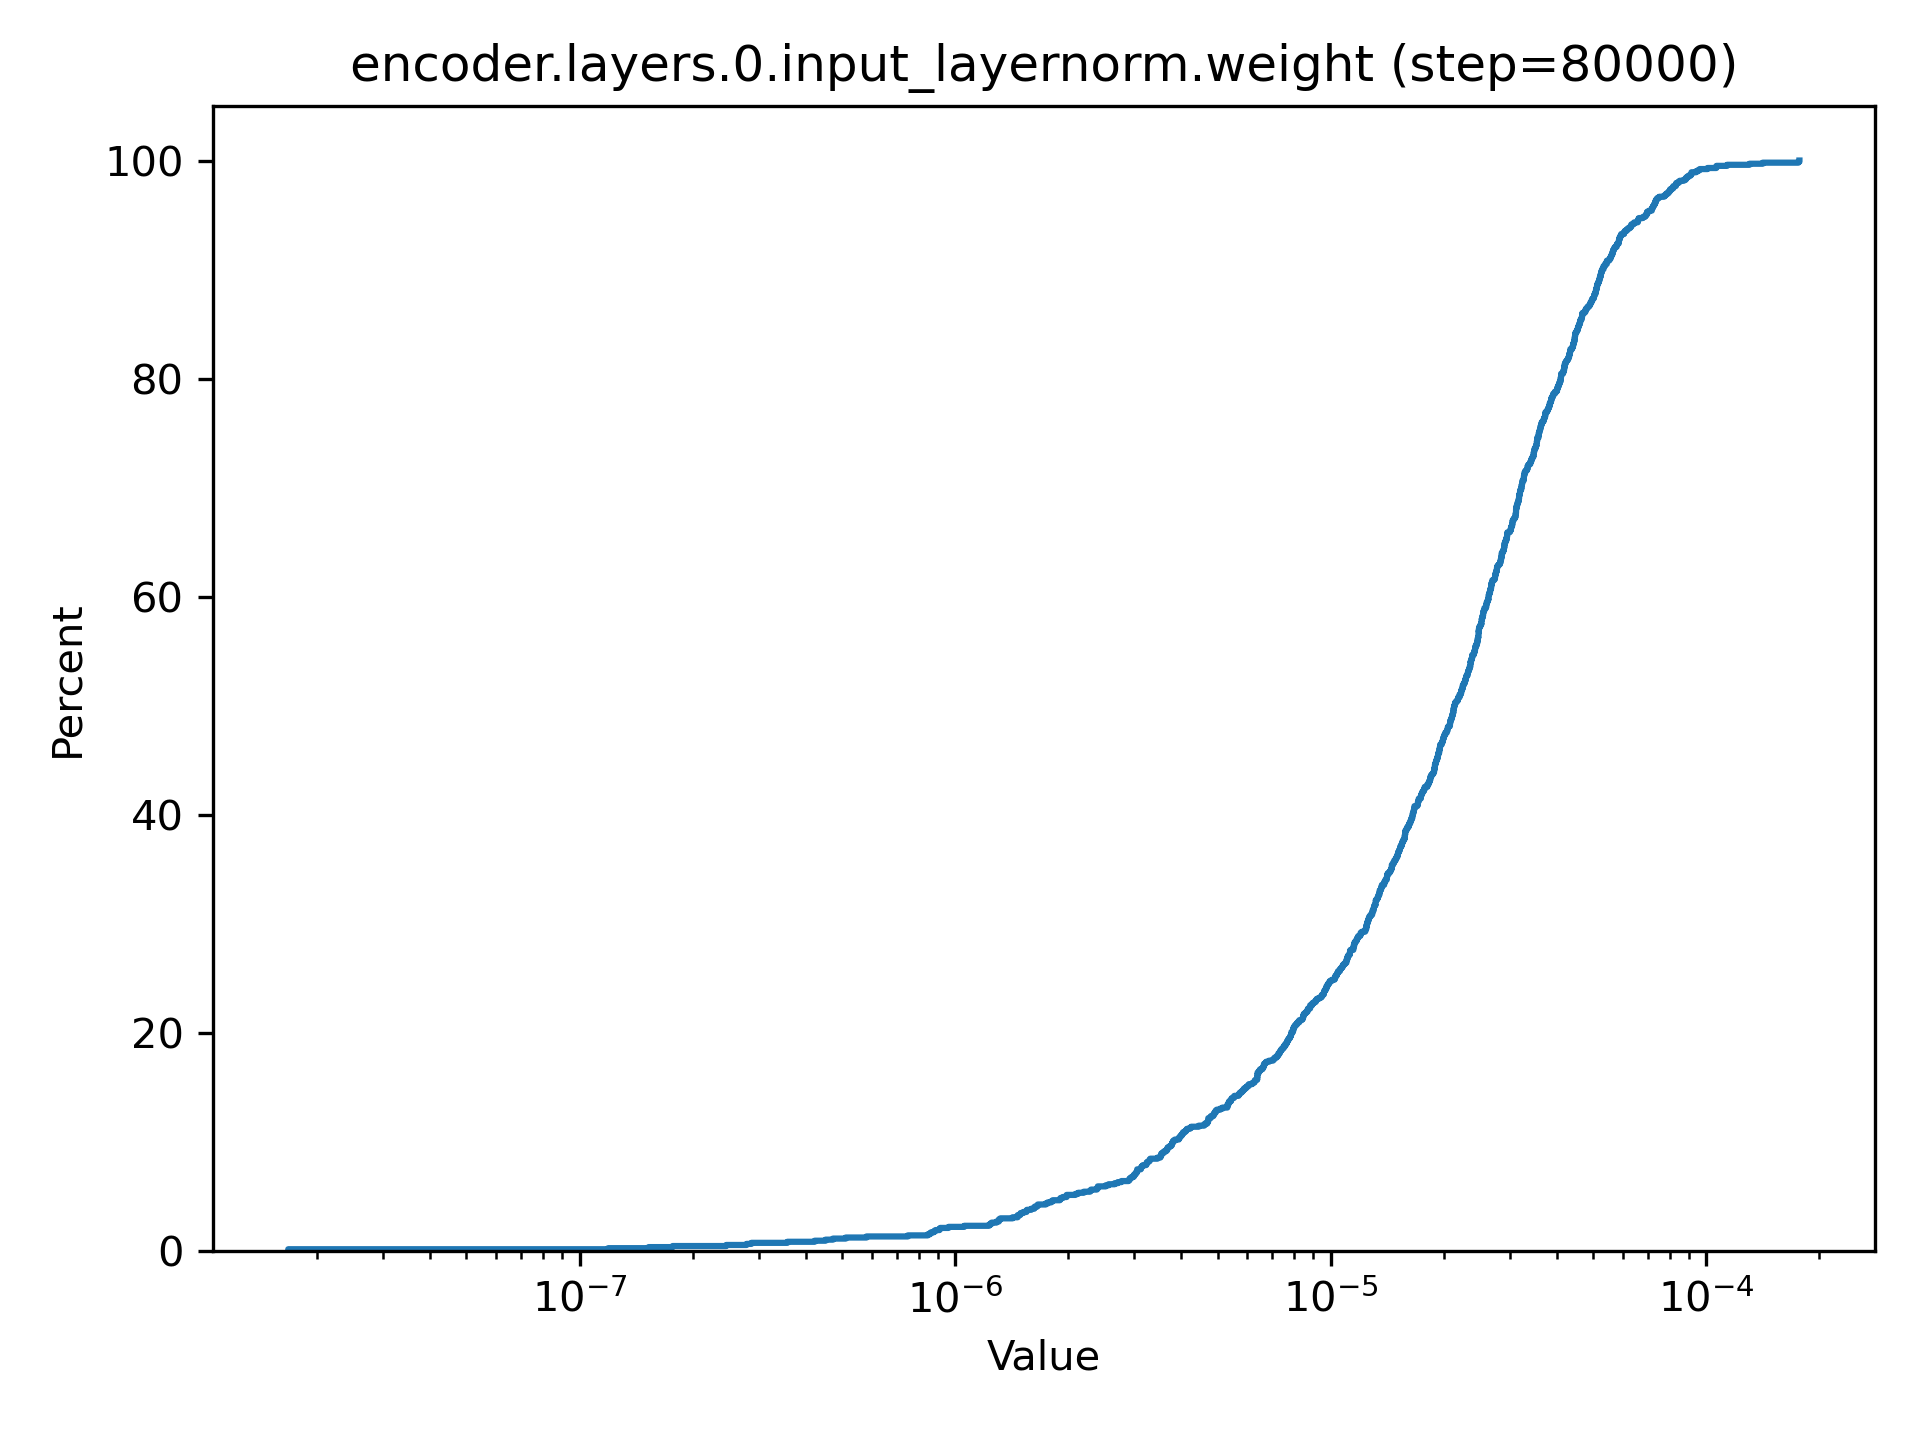 encoder.layers.0.input_layernorm.weight (step=80000)
100
80
60
40
20
0
Percent
10⁻⁷ 10⁻⁶ 10⁻⁵ 10⁻⁴
Value